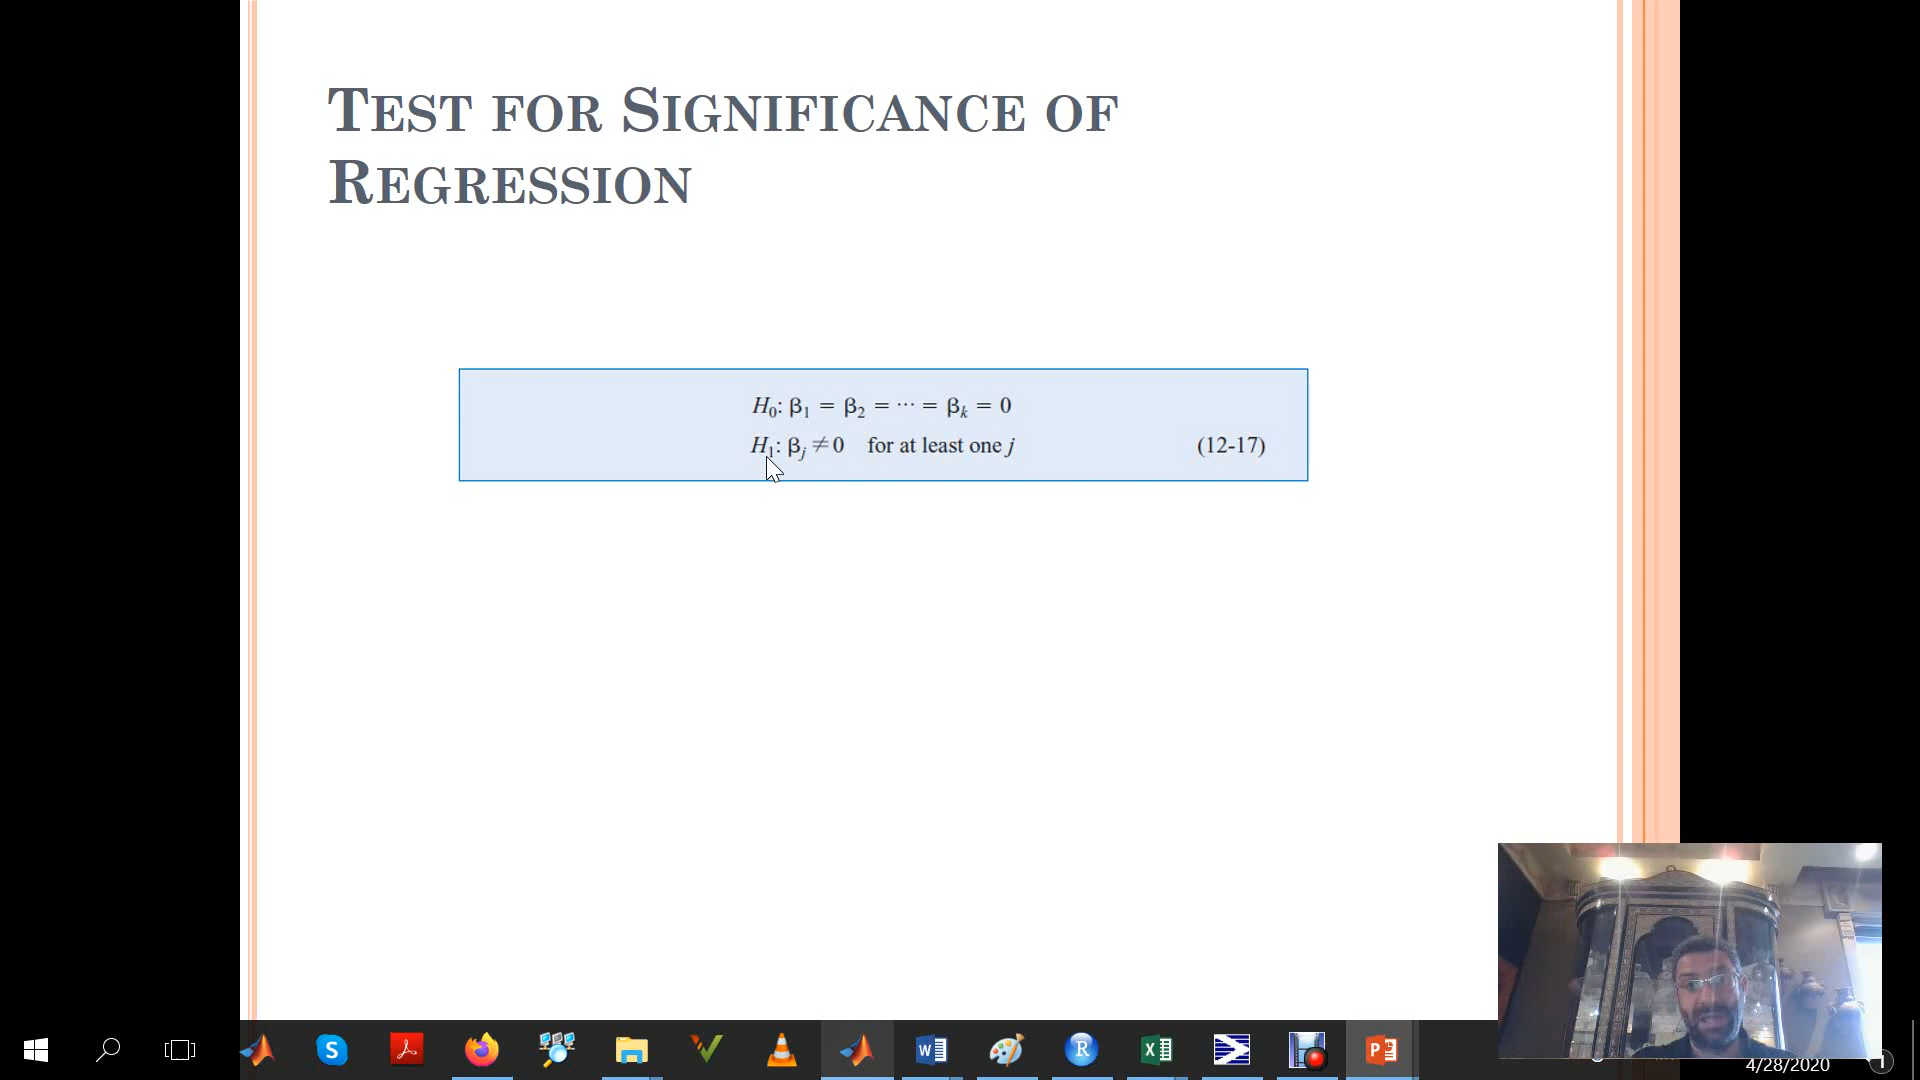 TEST FOR SIGNIFICANCE OF
REGRESSION
H₀: β₁ = β₂ = ··· = βₖ = 0
H₁: βⱼ ≠ 0 for at least one j (12-17)
4/28/2020